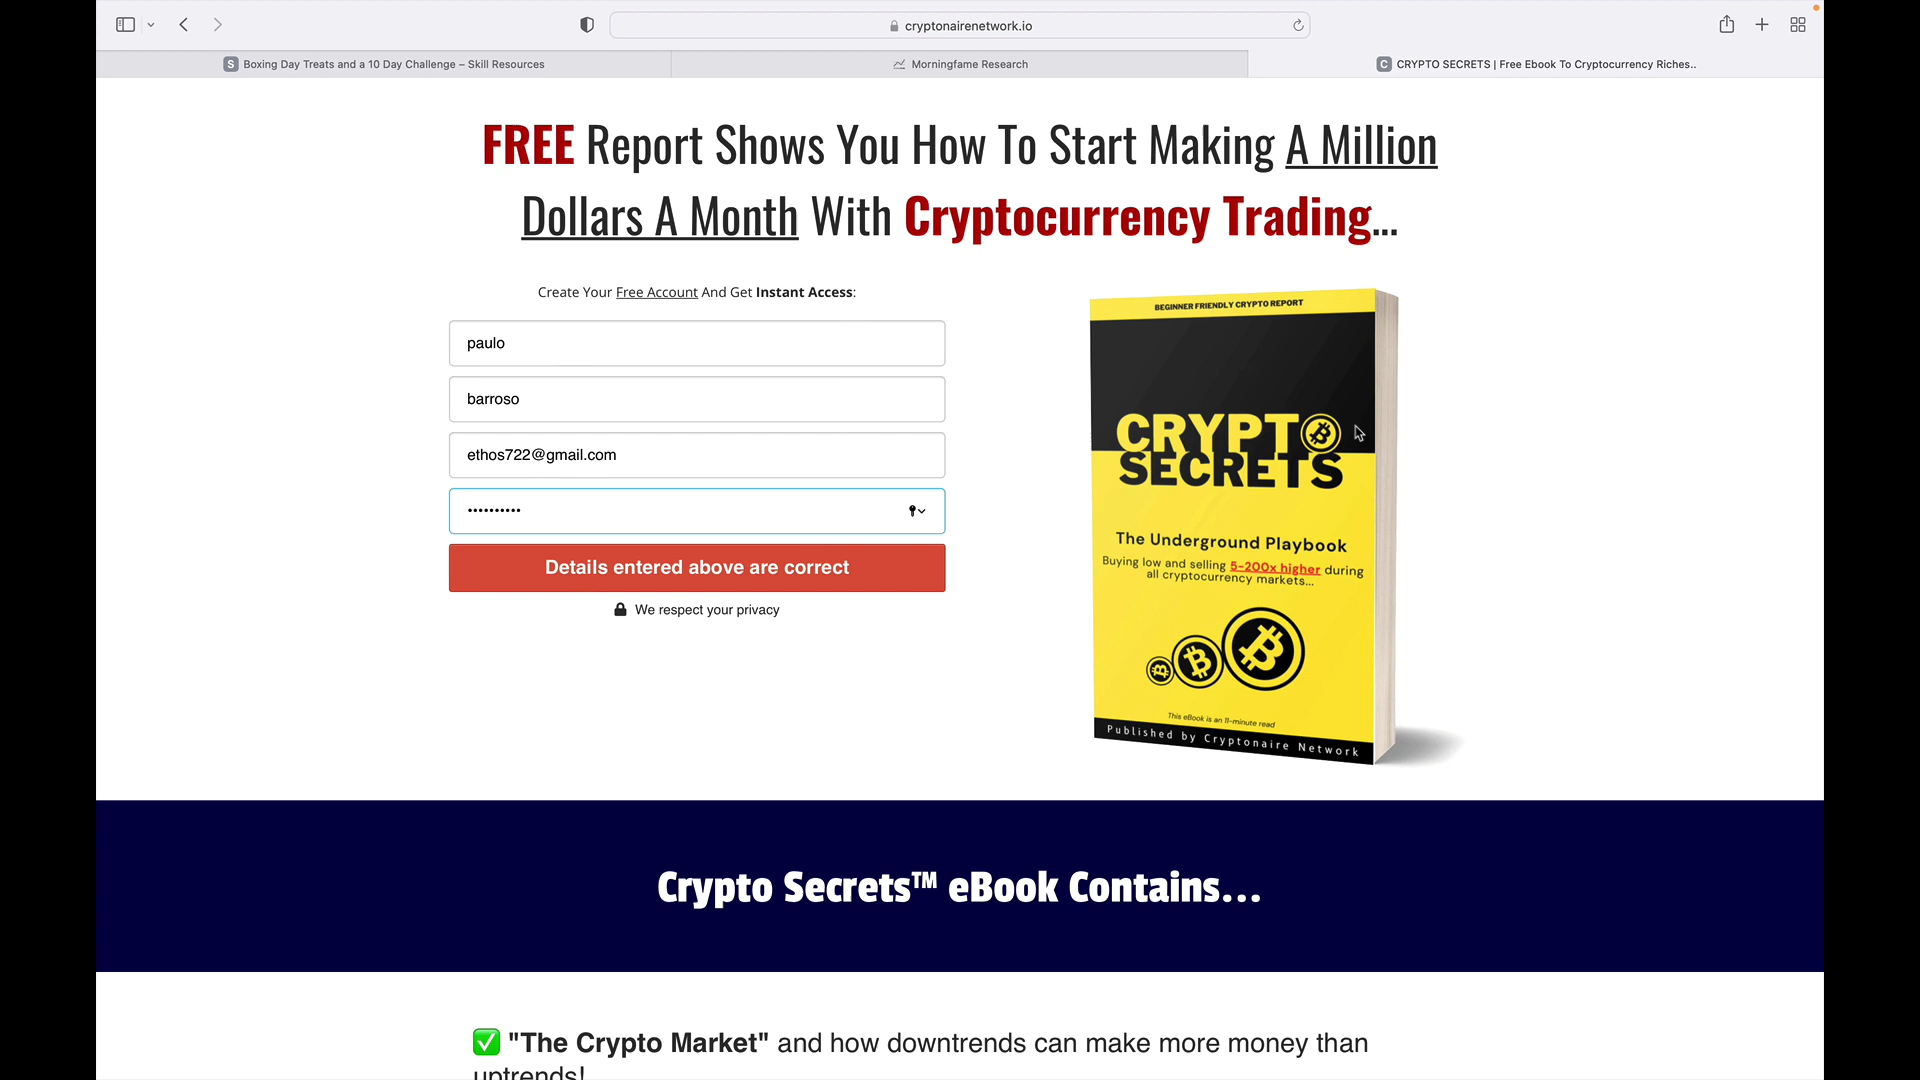 cryptonairenetwork.io
S Boxing Day Treats and a 10 Day Challenge – Skill Resources
Morningfame Research
C CRYPTO SECRETS | Free Ebook To Cryptocurrency Riches..
FREE Report Shows You How To Start Making A Million
Dollars A Month With Cryptocurrency Trading...
Create Your Free Account And Get Instant Access:
paulo
barroso
ethos722@gmail.com
••••••••••
Details entered above are correct
We respect your privacy
BEGINNER FRIENDLY CRYPTO REPORT
CRYPTO
SECRETS
The Underground Playbook
Buying low and selling 5-200x higher during
all cryptocurrency markets...
This eBook is an 11-minute read
Published by Cryptonaire Network
Crypto Secrets™ eBook Contains...
✅ "The Crypto Market" and how downtrends can make more money than
uptrends!